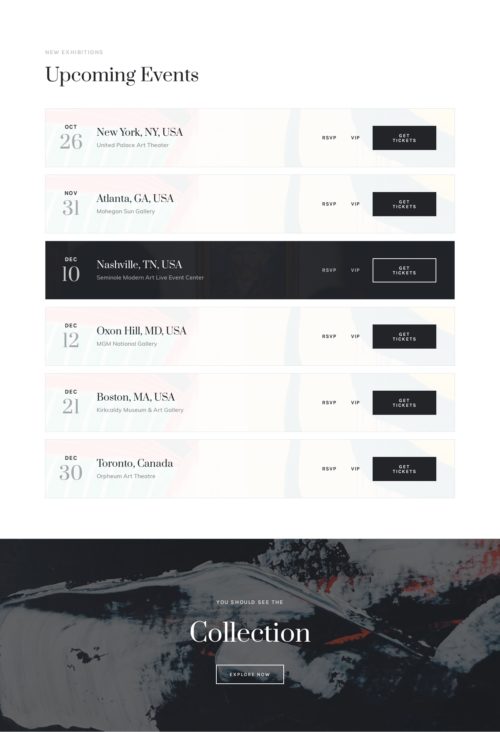 NEW EXHIBITIONS
Upcoming Events
OCT
26
New York, NY, USA
United Palace Art Theater
RSVP
VIP
GET
TICKETS
NOV
31
Atlanta, GA, USA
Mohegan Sun Gallery
RSVP
VIP
GET
TICKETS
DEC
10
Nashville, TN, USA
Seminole Modern Art Live Event Center
RSVP
VIP
GET
TICKETS
DEC
12
Oxon Hill, MD, USA
MGM National Gallery
RSVP
VIP
GET
TICKETS
DEC
21
Boston, MA, USA
Kirkcaldy Museum & Art Gallery
RSVP
VIP
GET
TICKETS
DEC
30
Toronto, Canada
Orpheum Art Theatre
RSVP
VIP
GET
TICKETS
YOU SHOULD SEE THE
Collection
EXPLORE NOW